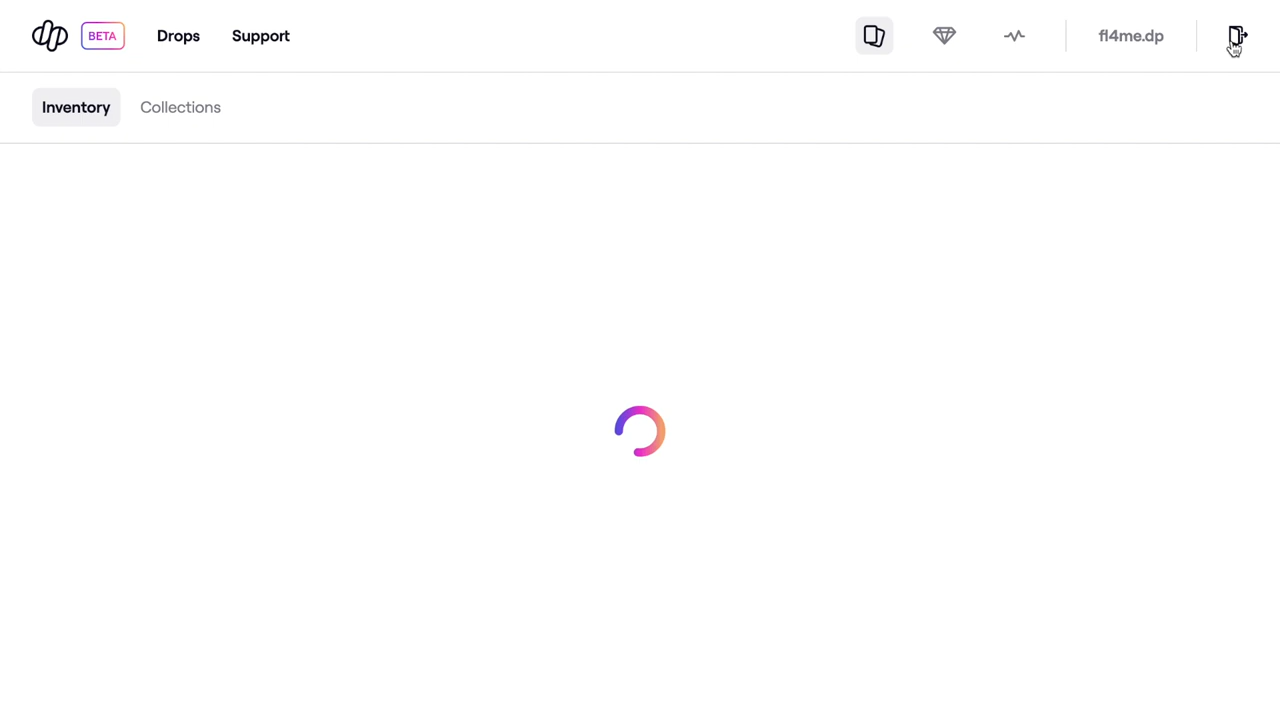 BETA
Drops
Support
fl4me.dp
Inventory
Collections